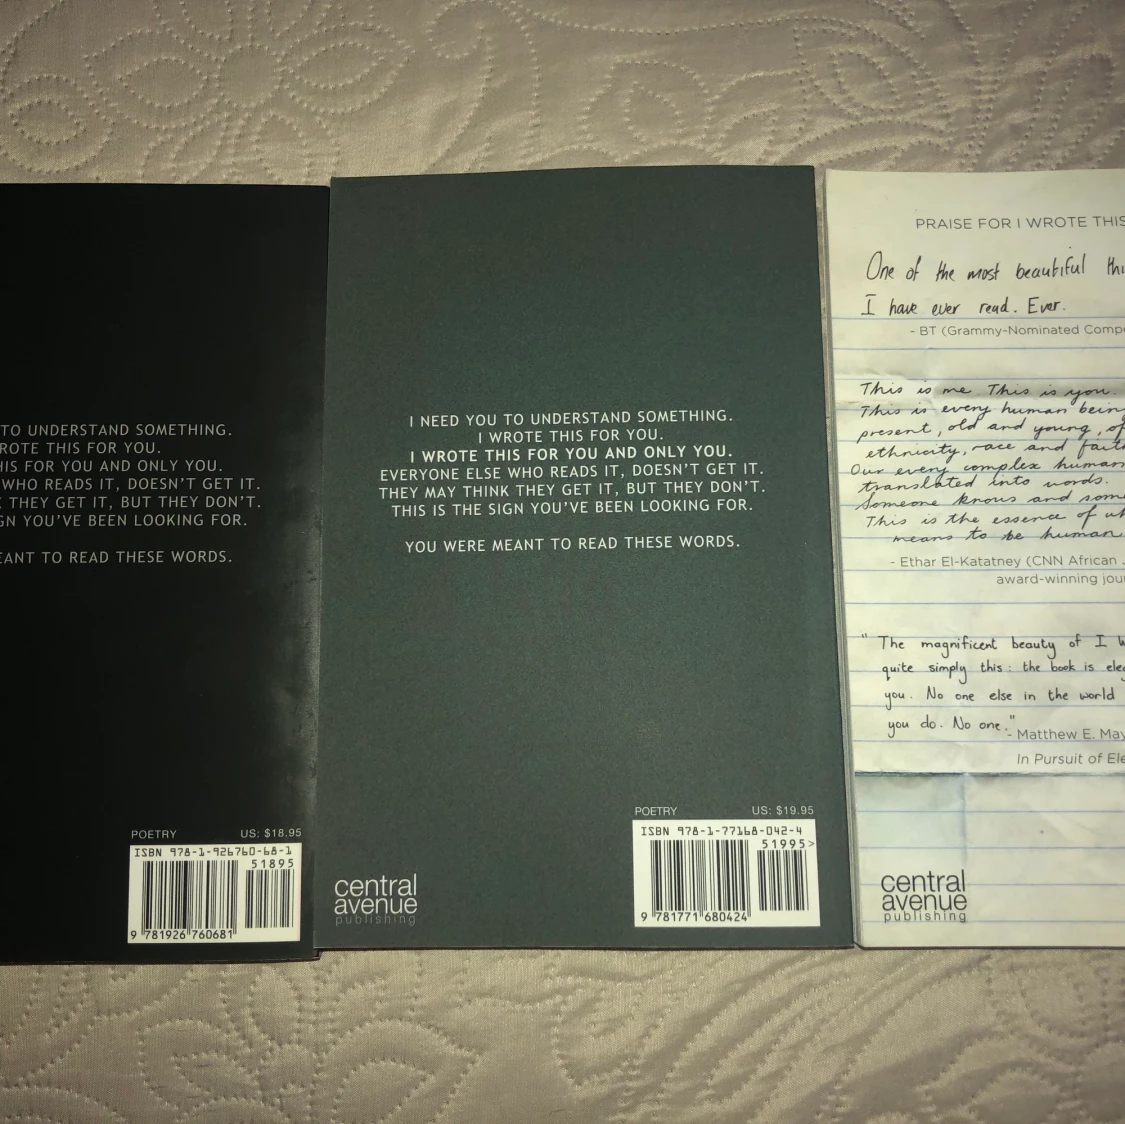 TO UNDERSTAND SOMETHING.
WROTE THIS FOR YOU.
THIS FOR YOU AND ONLY YOU.
WHO READS IT, DOESN'T GET IT.
THEY GET IT, BUT THEY DON'T.
SIGN YOU'VE BEEN LOOKING FOR.
MEANT TO READ THESE WORDS.
POETRY US: $18.95
ISBN 978-1-926760-68-1
51895
9 781926 760681
I NEED YOU TO UNDERSTAND SOMETHING.
I WROTE THIS FOR YOU.
I WROTE THIS FOR YOU AND ONLY YOU.
EVERYONE ELSE WHO READS IT, DOESN'T GET IT.
THEY MAY THINK THEY GET IT, BUT THEY DON'T.
THIS IS THE SIGN YOU'VE BEEN LOOKING FOR.
YOU WERE MEANT TO READ THESE WORDS.
POETRY US: $19.95
ISBN 978-1-77168-042-4
51995>
9 781771 680424
central
avenue
publishing
PRAISE FOR I WROTE THIS
One of the most beautiful
I have ever read. Ever.
- BT (Grammy-Nominated
This is me This is you.
This is every human
present, old and young,
ethnicity, race and
Our every complex human
translated into words.
Someone knows and
This is the essence of
means to be human.
- Ethar El-Katatney (CNN African
award-winning
"The magnificent beauty of I
quite simply this: the book is
you. No one else in the world
you do. No one."
- Matthew E. May
In Pursuit of
central
avenue
publishing